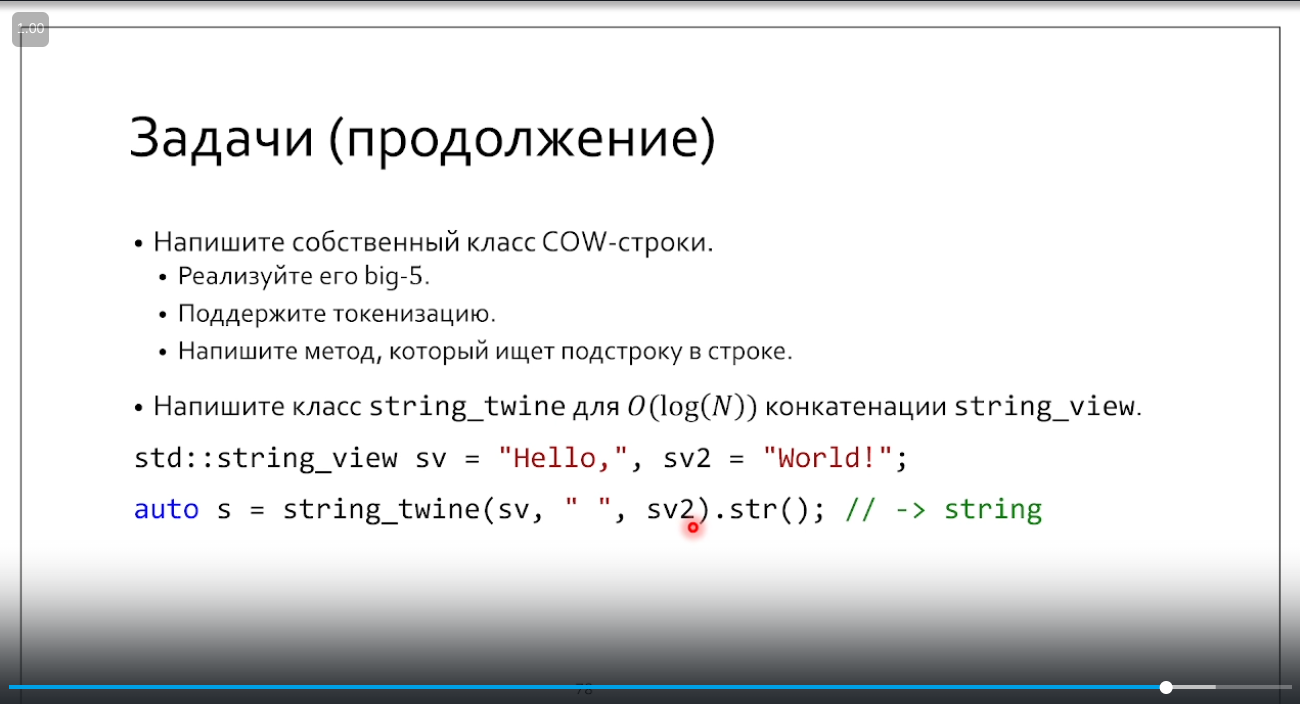 1.00
Задачи (продолжение)
• Напишите собственный класс COW-строки.
• Реализуйте его big-5.
• Поддержите токенизацию.
• Напишите метод, который ищет подстроку в строке.
• Напишите класс string_twine для O(log(N)) конкатенации string_view.
std::string_view sv = "Hello,", sv2 = "World!";
auto s = string_twine(sv, " ", sv2).str(); // -> string